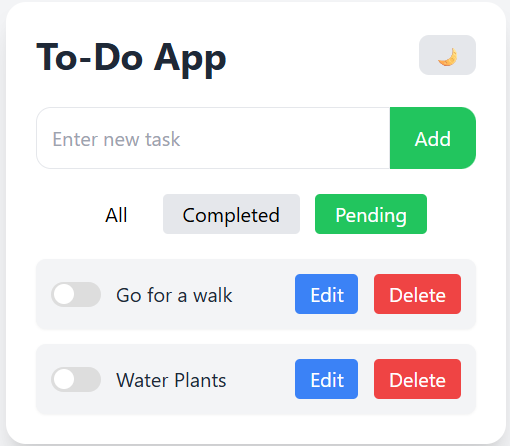 To-Do App
Enter new task Add
All Completed Pending
Go for a walk Edit Delete
Water Plants Edit Delete